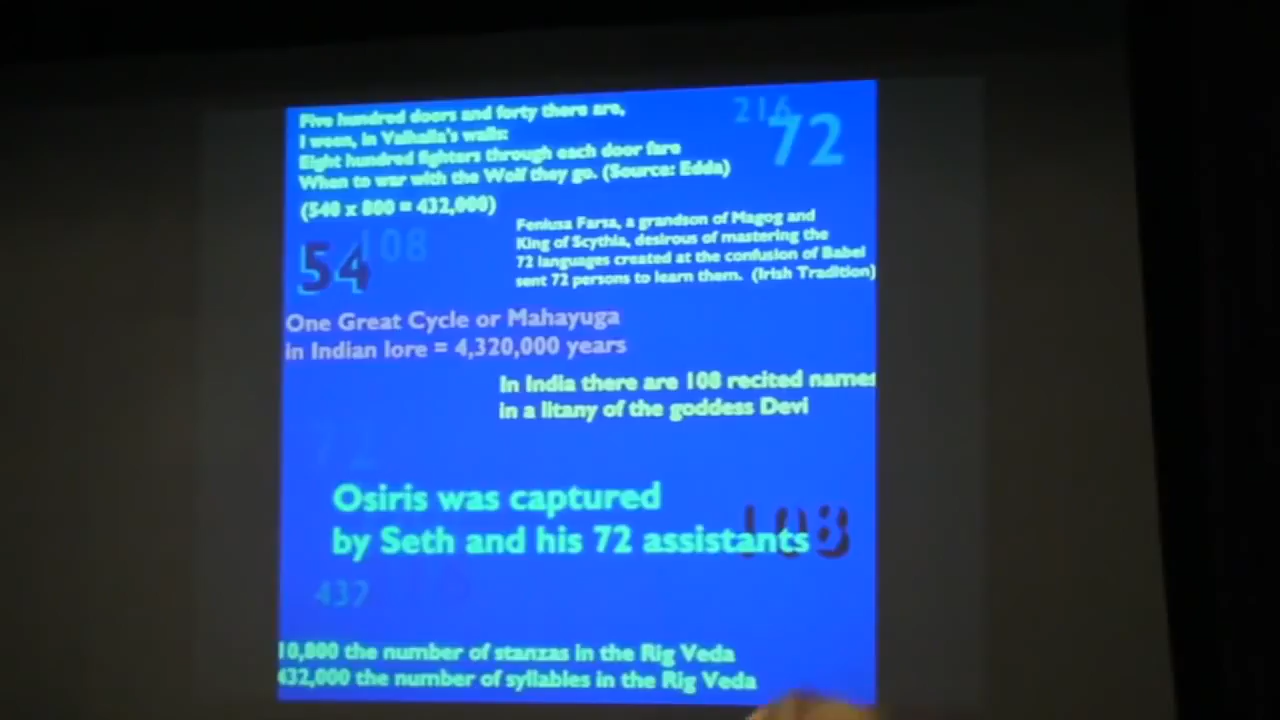 Five hundred doors and forty there are,
I ween, in Valhalla's walls:
Eight hundred fighters through each door fare
When to war with the Wolf they go. (Source: Edda)
(540 x 800 = 432,000)
216
72
Feniusa Farsa, a grandson of Magog and
King of Scythia, desirous of mastering the
72 languages created at the confusion of Babel
sent 72 persons to learn them. (Irish Tradition)
54
108
One Great Cycle or Mahayuga
in Indian lore = 4,320,000 years
In India there are 108 recited names
in a litany of the goddess Devi
72
Osiris was captured
by Seth and his 72 assistants
108
432
10,800 the number of stanzas in the Rig Veda
432,000 the number of syllables in the Rig Veda